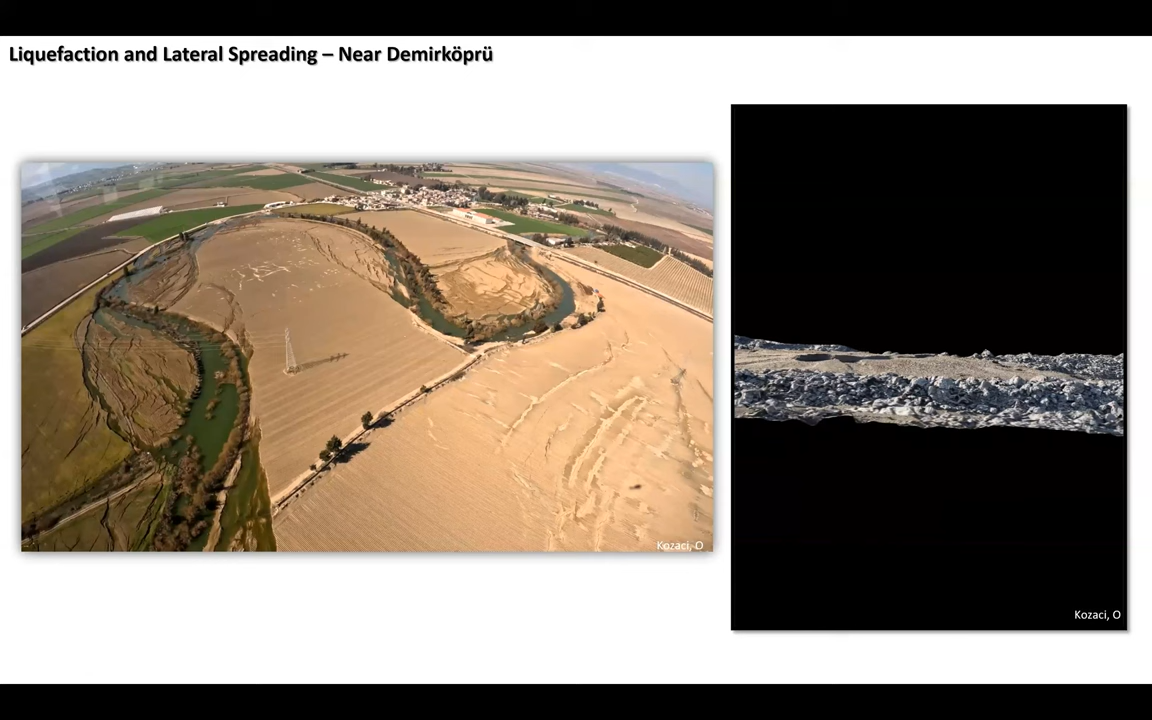 Liquefaction and Lateral Spreading – Near Demirköprü
Kozaci, O
Kozaci, O